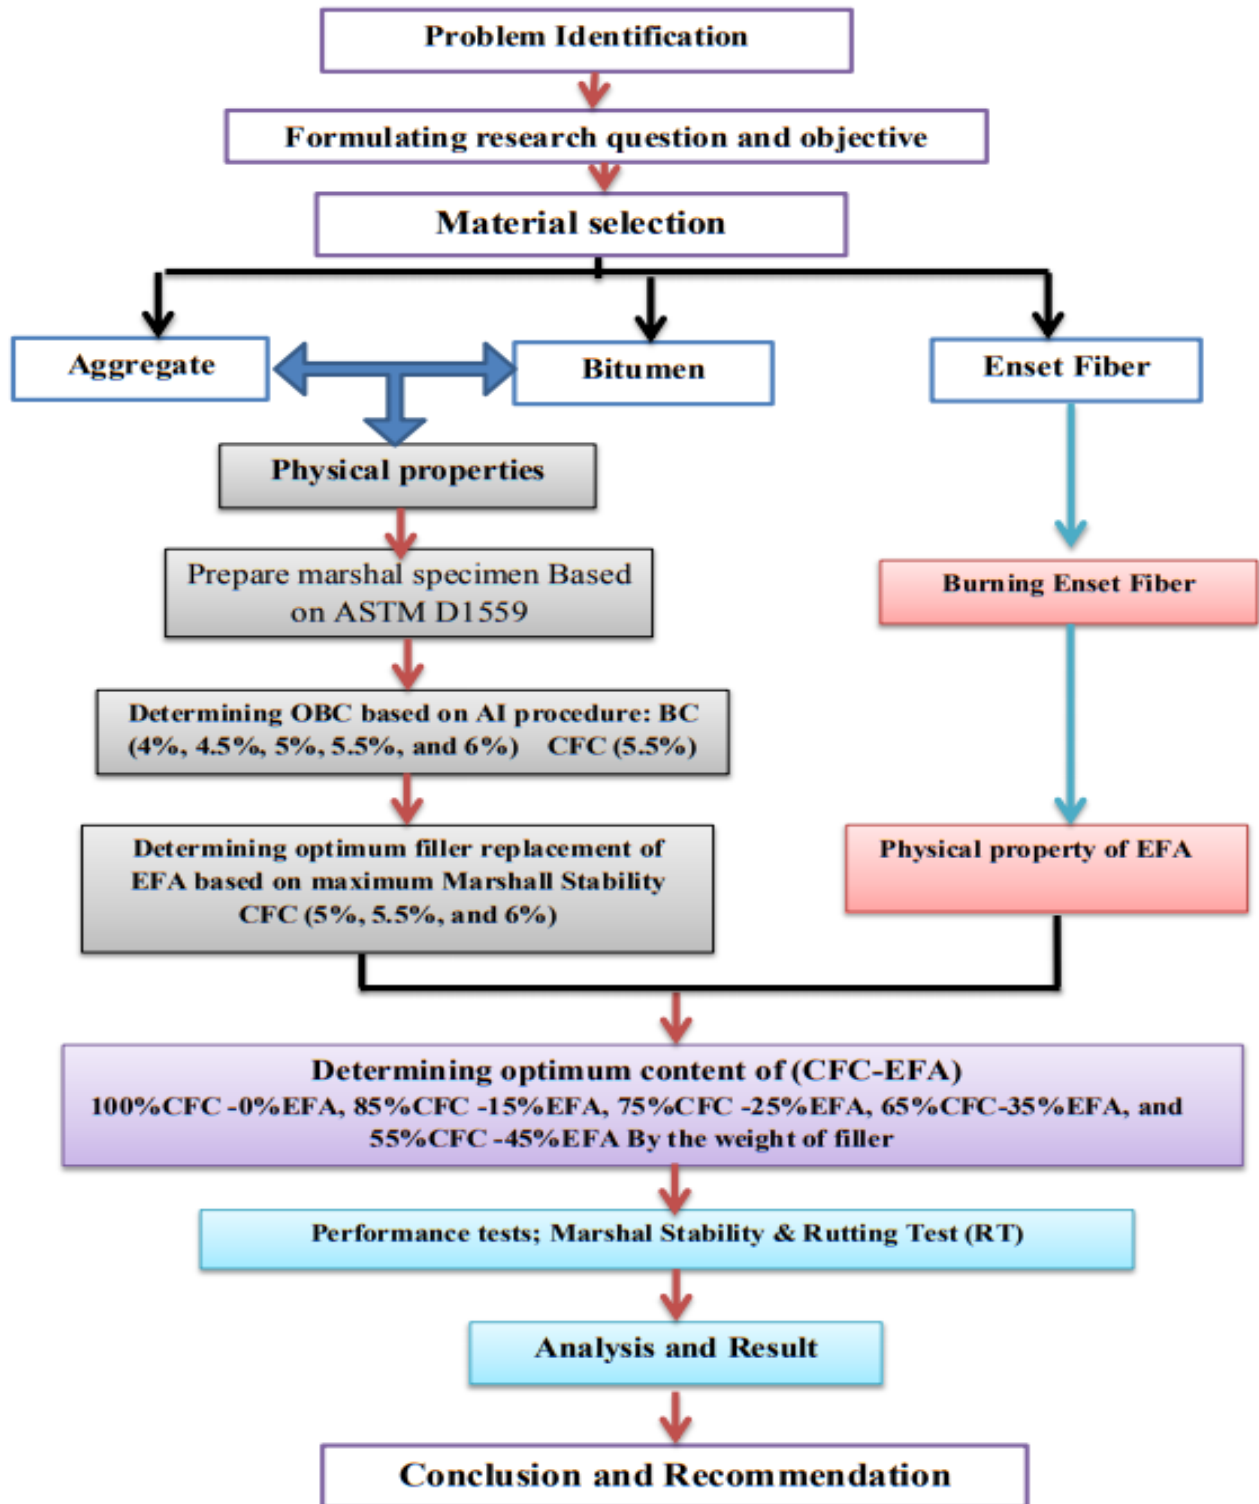 Problem Identification
Formulating research question and objective
Material selection
Aggregate
Bitumen
Enset Fiber
Physical properties
Prepare marshal specimen Based
on ASTM D1559
Burning Enset Fiber
Determining OBC based on AI procedure: BC
(4%, 4.5%, 5%, 5.5%, and 6%) CFC (5.5%)
Determining optimum filler replacement of
EFA based on maximum Marshall Stability
CFC (5%, 5.5%, and 6%)
Physical property of EFA
Determining optimum content of (CFC-EFA)
100%CFC -0%EFA, 85%CFC -15%EFA, 75%CFC -25%EFA, 65%CFC-35%EFA, and
55%CFC -45%EFA By the weight of filler
Performance tests; Marshal Stability & Rutting Test (RT)
Analysis and Result
Conclusion and Recommendation